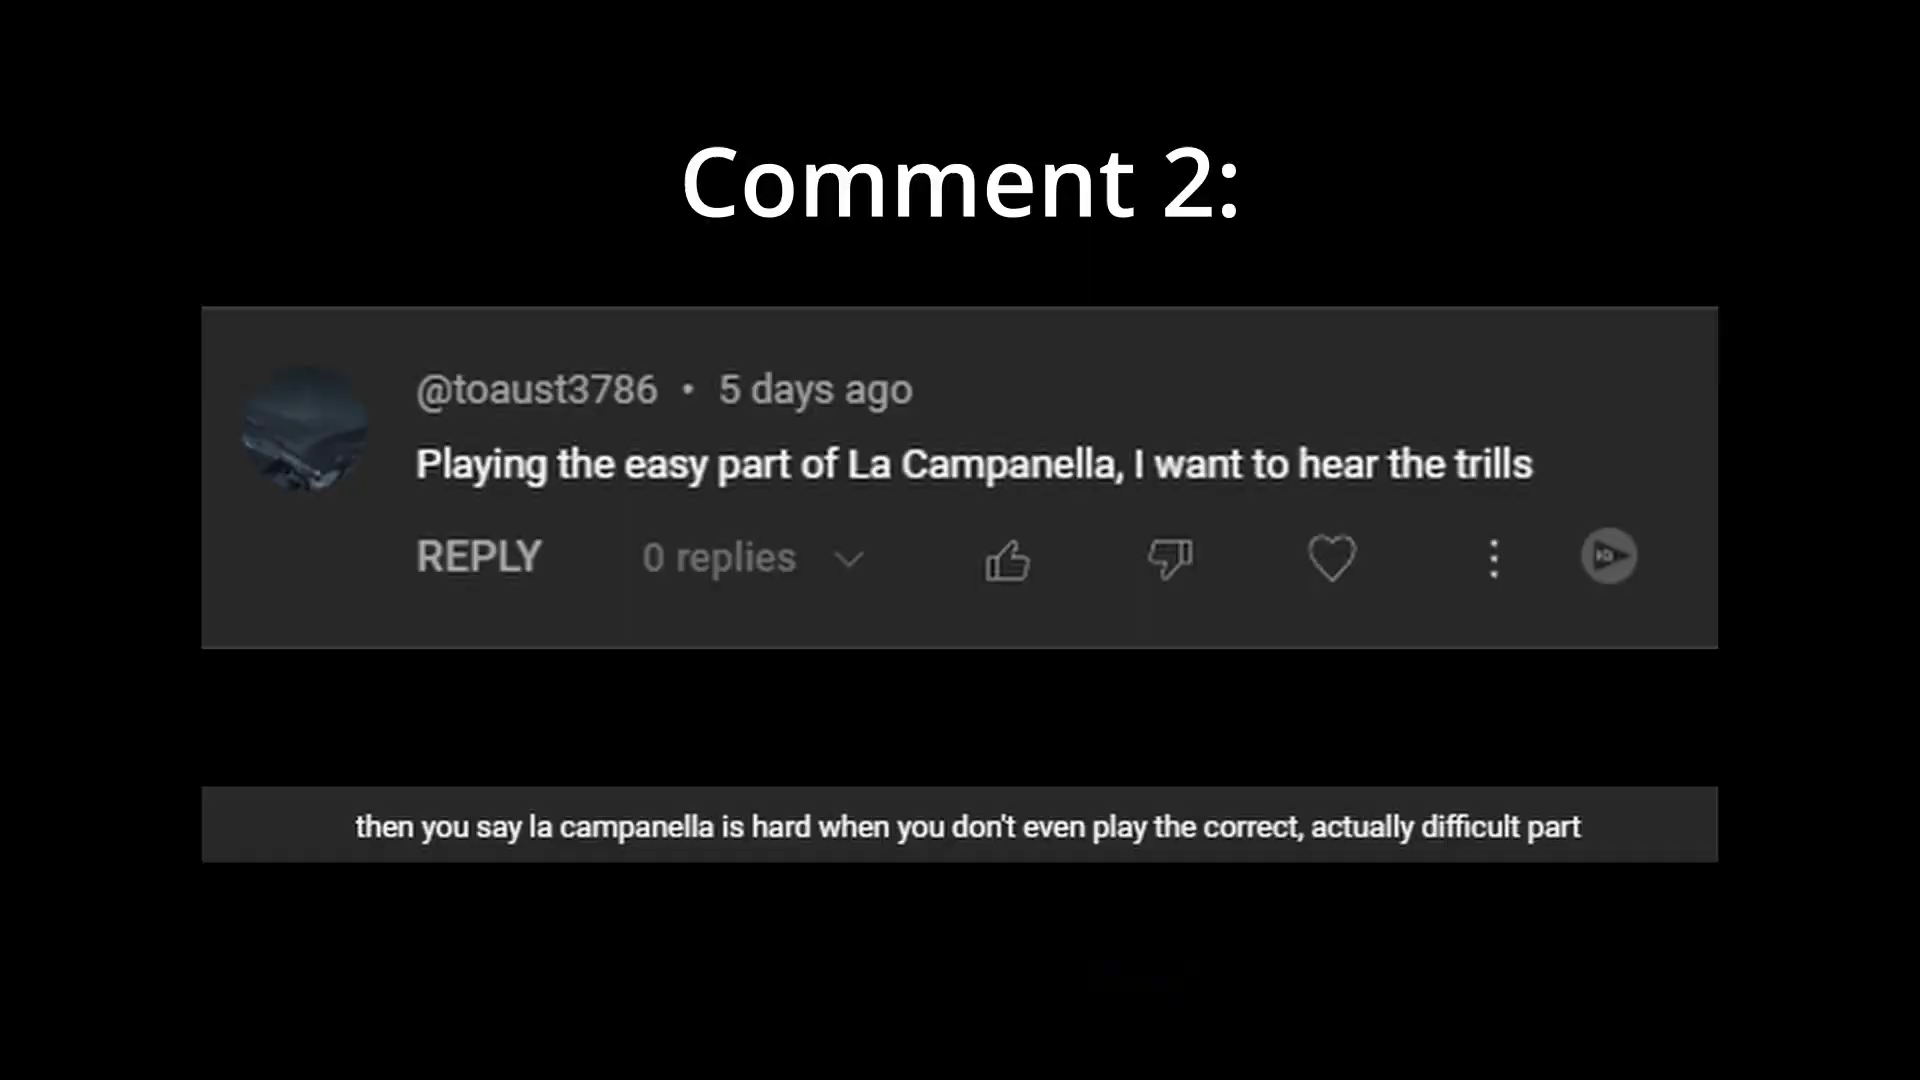 Comment 2:
@toaust3786 • 5 days ago
Playing the easy part of La Campanella, I want to hear the trills
REPLY 0 replies
then you say la campanella is hard when you don't even play the correct, actually difficult part